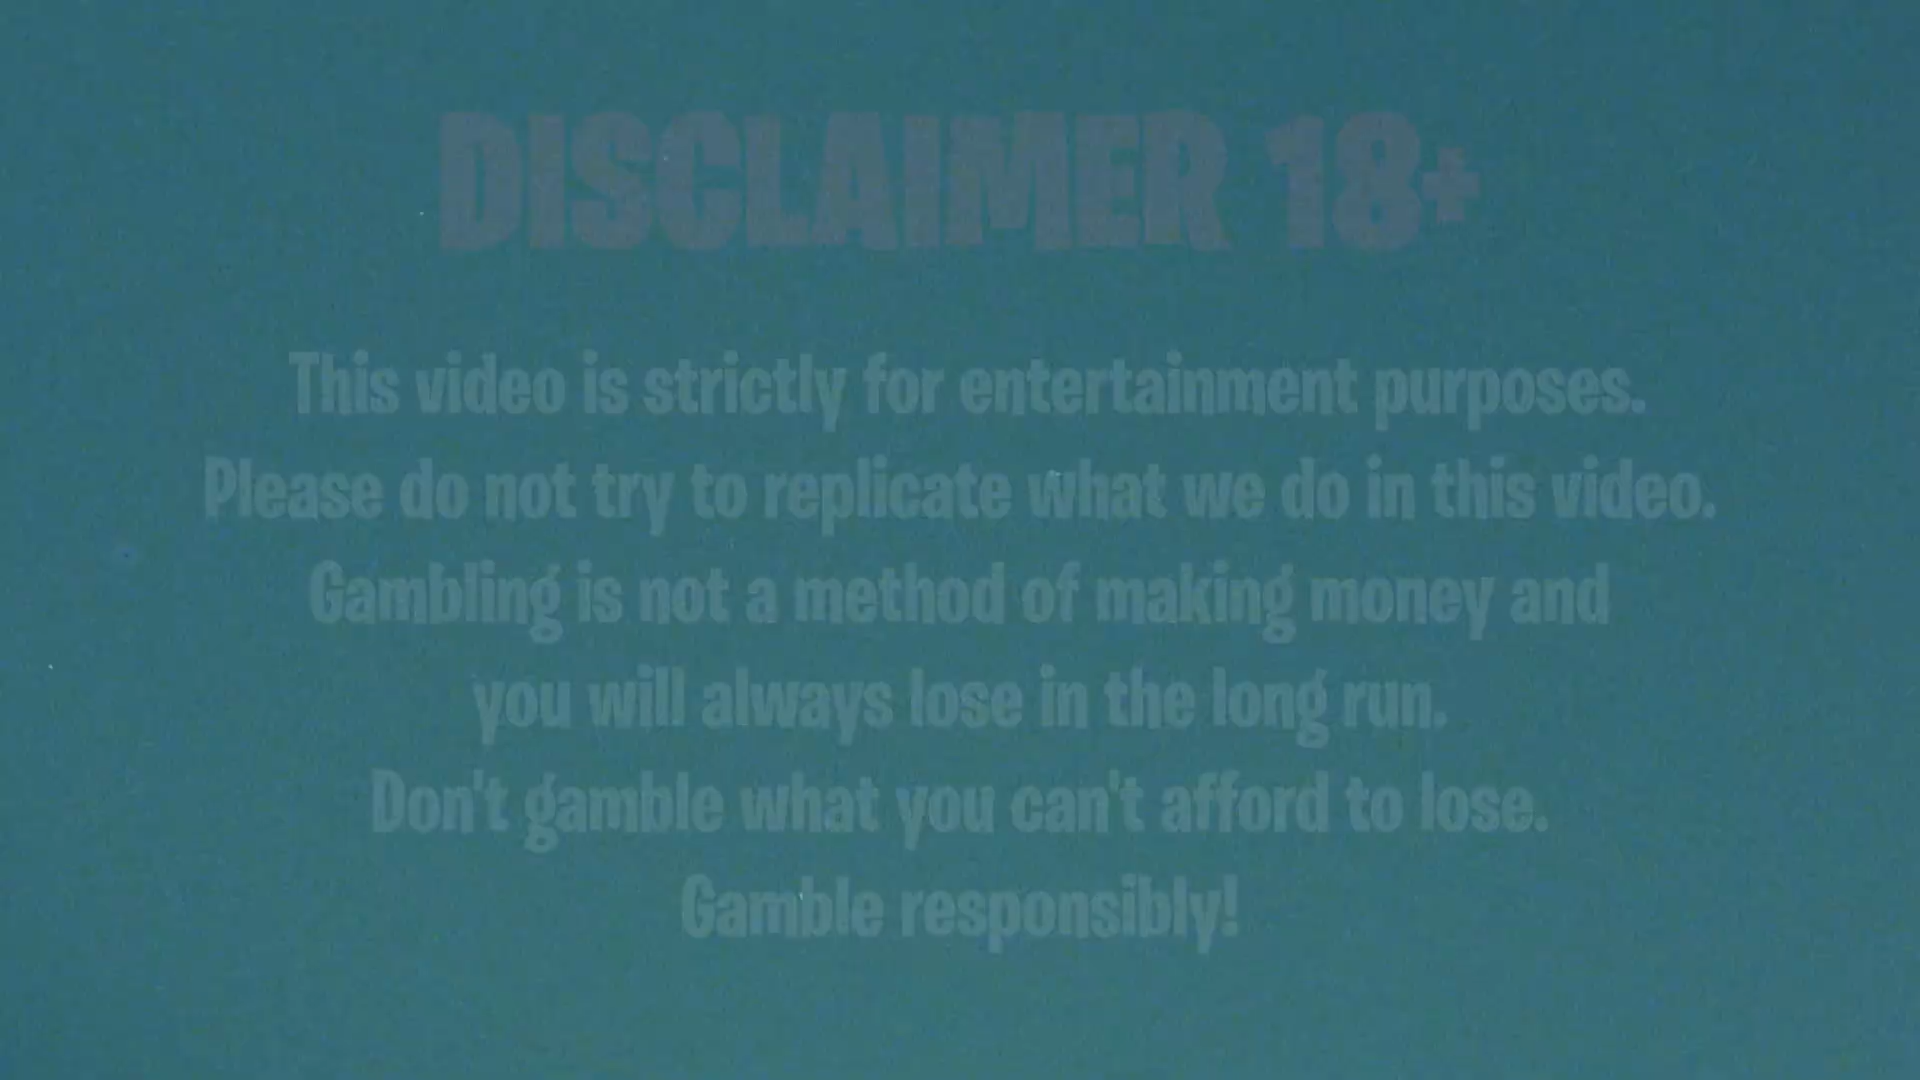 DISCLAIMER 18+
This video is strictly for entertainment purposes.
Please do not try to replicate what we do in this video.
Gambling is not a method of making money and
you will always lose in the long run.
Don't gamble what you can't afford to lose.
Gamble responsibly!